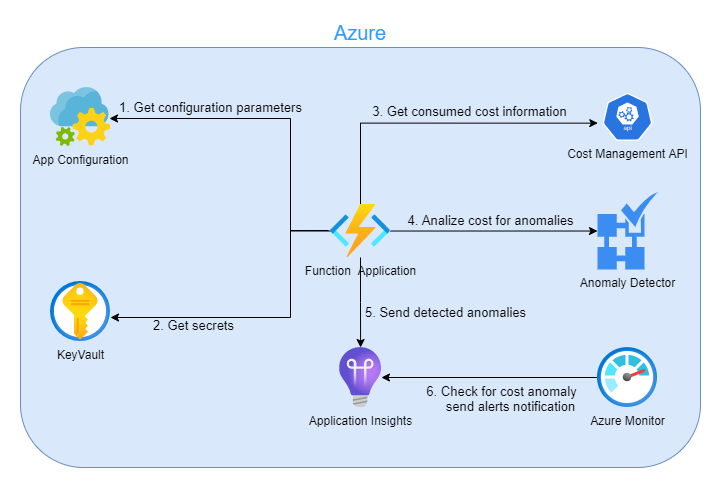 Azure
1. Get configuration parameters
App Configuration
3. Get consumed cost information
api
Cost Management API
4. Analize cost for anomalies
Function Application
Anomaly Detector
2. Get secrets
KeyVault
5. Send detected anomalies
6. Check for cost anomaly
send alerts notification
Application Insights
Azure Monitor